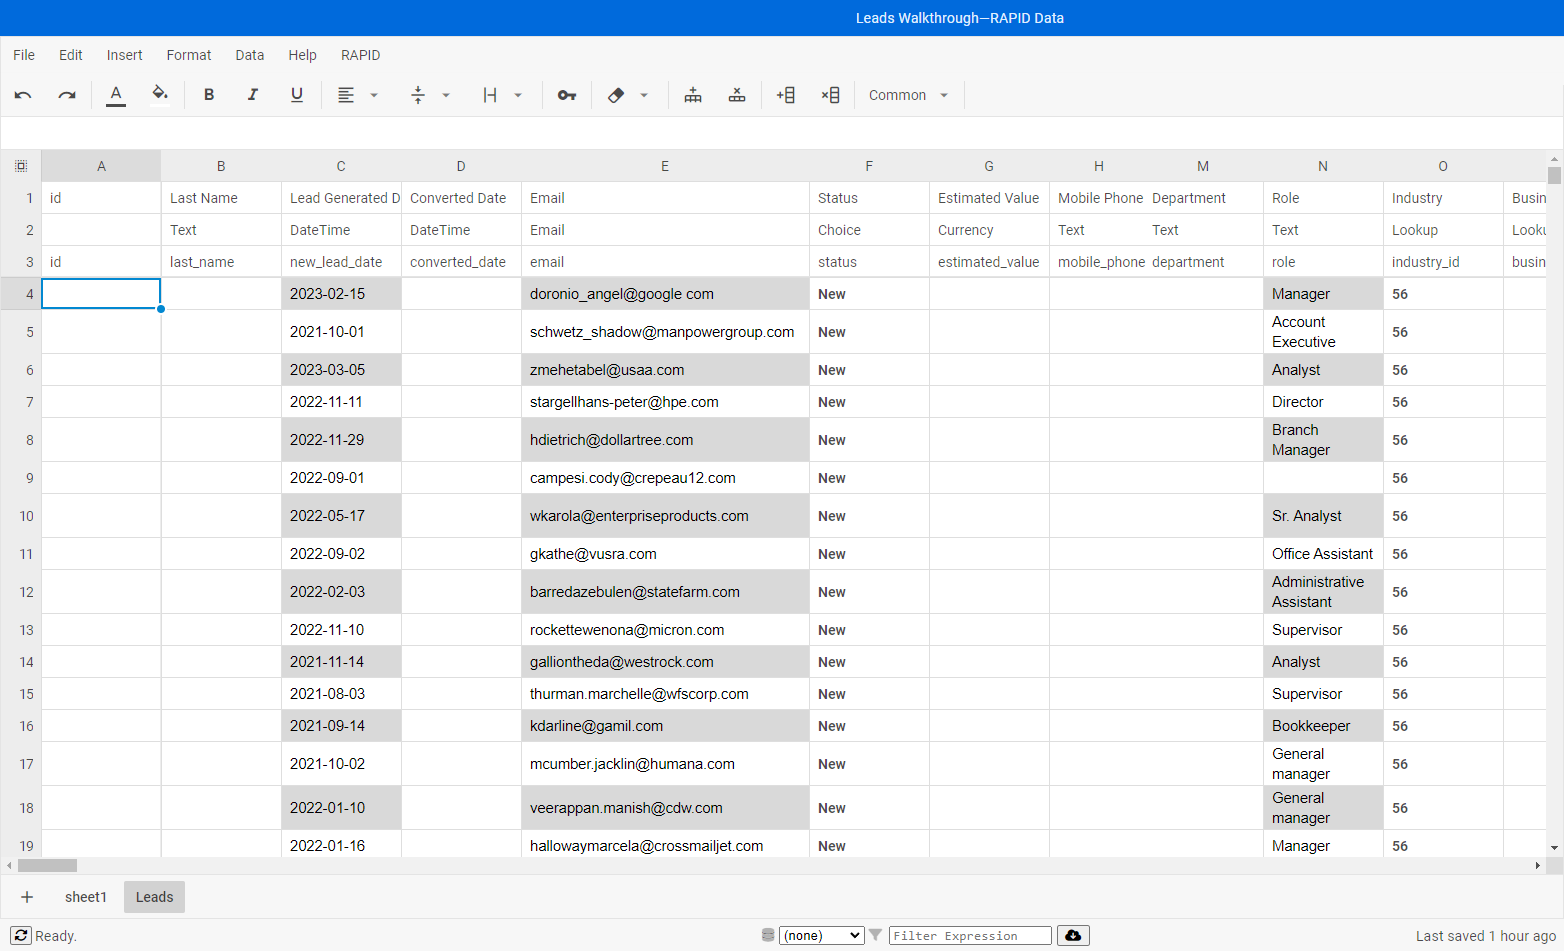 Leads Walkthrough—RAPID Data
File Edit Insert Format Data Help RAPID
A B I U Common
A B C D E F G H M N O
1 id Last Name Lead Generated D Converted Date Email Status Estimated Value Mobile Phone Department Role Industry Busin
2 Text DateTime DateTime Email Choice Currency Text Text Text Lookup Looku
3 id last_name new_lead_date converted_date email status estimated_value mobile_phone department role industry_id busin
4 2023-02-15 doronio_angel@google com New Manager 56
5 2021-10-01 schwetz_shadow@manpowergroup.com New Account Executive 56
6 2023-03-05 zmehetabel@usaa.com New Analyst 56
7 2022-11-11 stargellhans-peter@hpe.com New Director 56
8 2022-11-29 hdietrich@dollartree.com New Branch Manager 56
9 2022-09-01 campesi.cody@crepeau12.com New 56
10 2022-05-17 wkarola@enterpriseproducts.com New Sr. Analyst 56
11 2022-09-02 gkathe@vusra.com New Office Assistant 56
12 2022-02-03 barredazebulen@statefarm.com New Administrative Assistant 56
13 2022-11-10 rockettewenona@micron.com New Supervisor 56
14 2021-11-14 galliontheda@westrock.com New Analyst 56
15 2021-08-03 thurman.marchelle@wfscorp.com New Supervisor 56
16 2021-09-14 kdarline@gamil.com New Bookkeeper 56
17 2021-10-02 mcumber.jacklin@humana.com New General manager 56
18 2022-01-10 veerappan.manish@cdw.com New General manager 56
19 2022-01-16 hallowaymarcela@crossmailjet.com New Manager 56
+ sheet1 Leads
Ready. (none) Filter Expression Last saved 1 hour ago